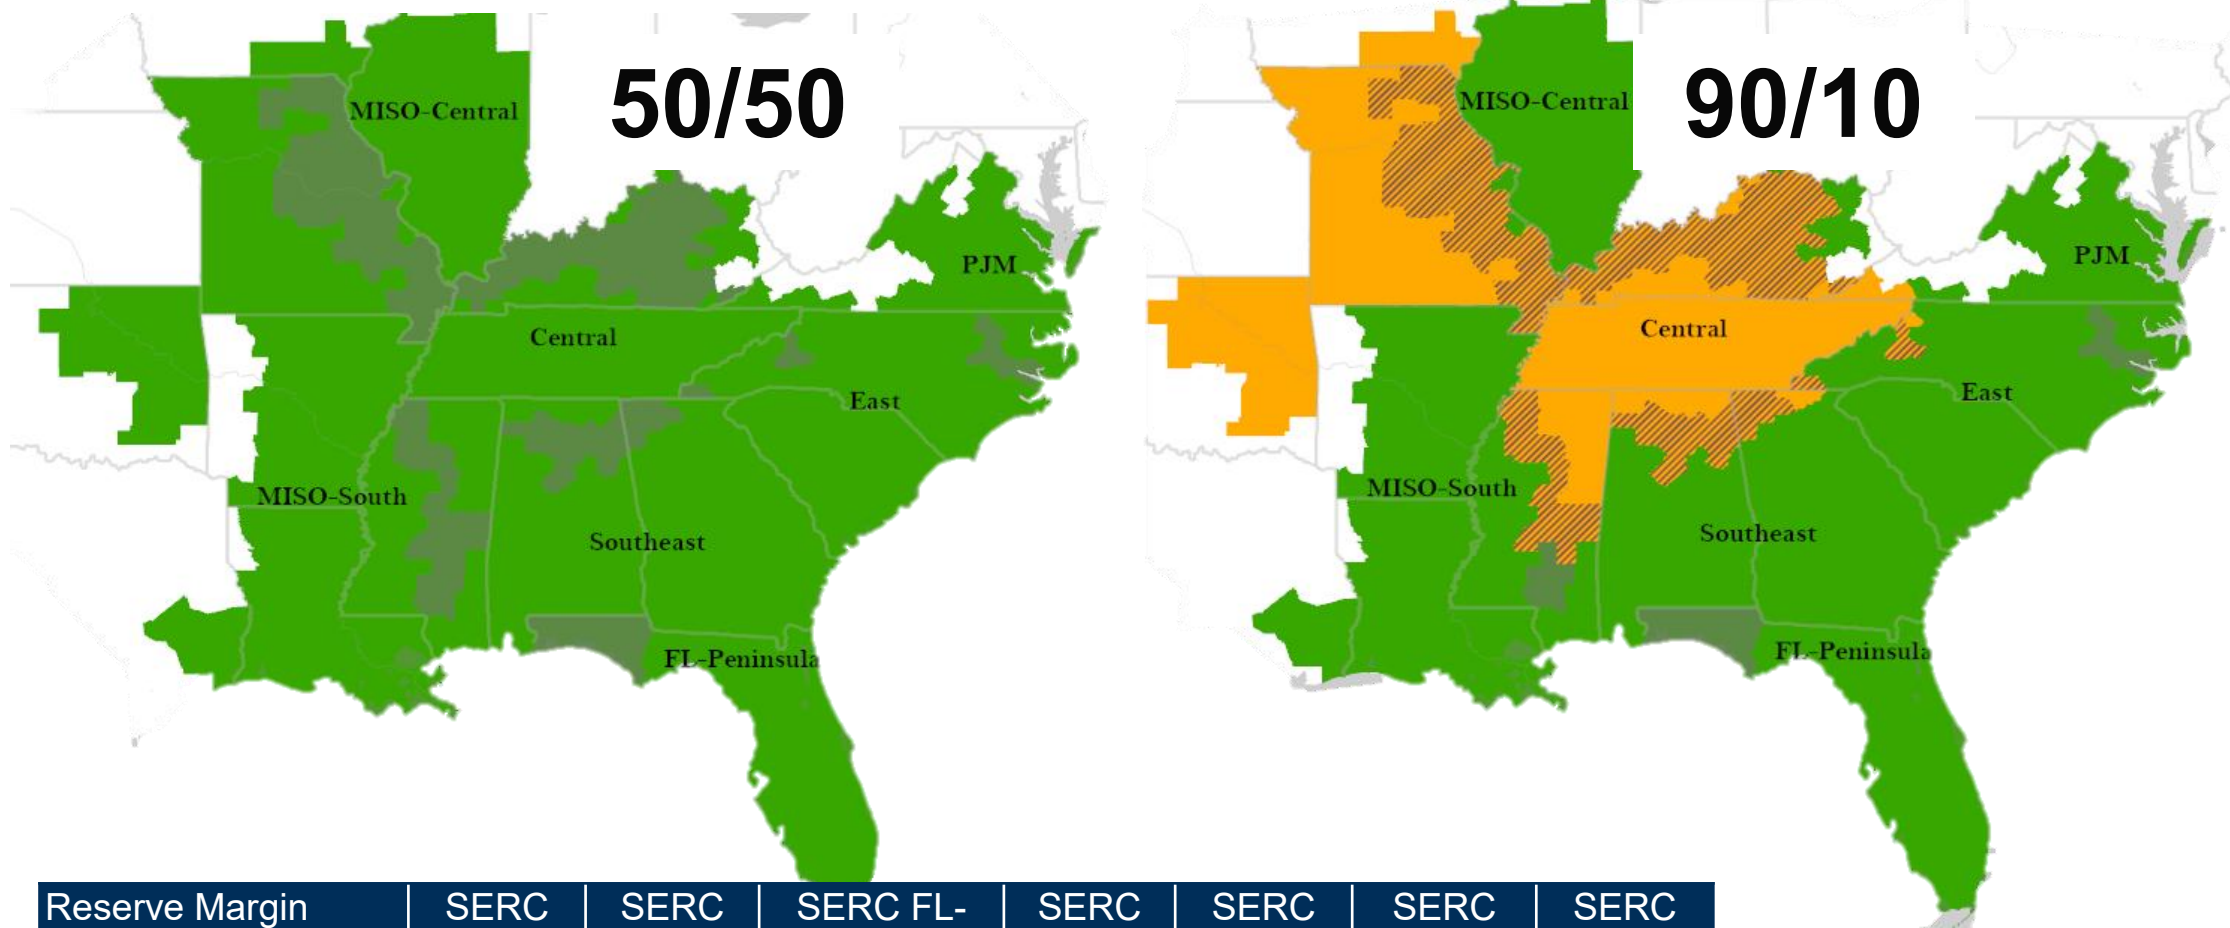 50/50
MISO-Central
PJM
Central
East
MISO-South
Southeast
FL-Peninsula
90/10
MISO-Central
PJM
Central
East
MISO-South
Southeast
FL-Peninsula
Reserve Margin SERC SERC SERC FL- SERC SERC SERC SERC